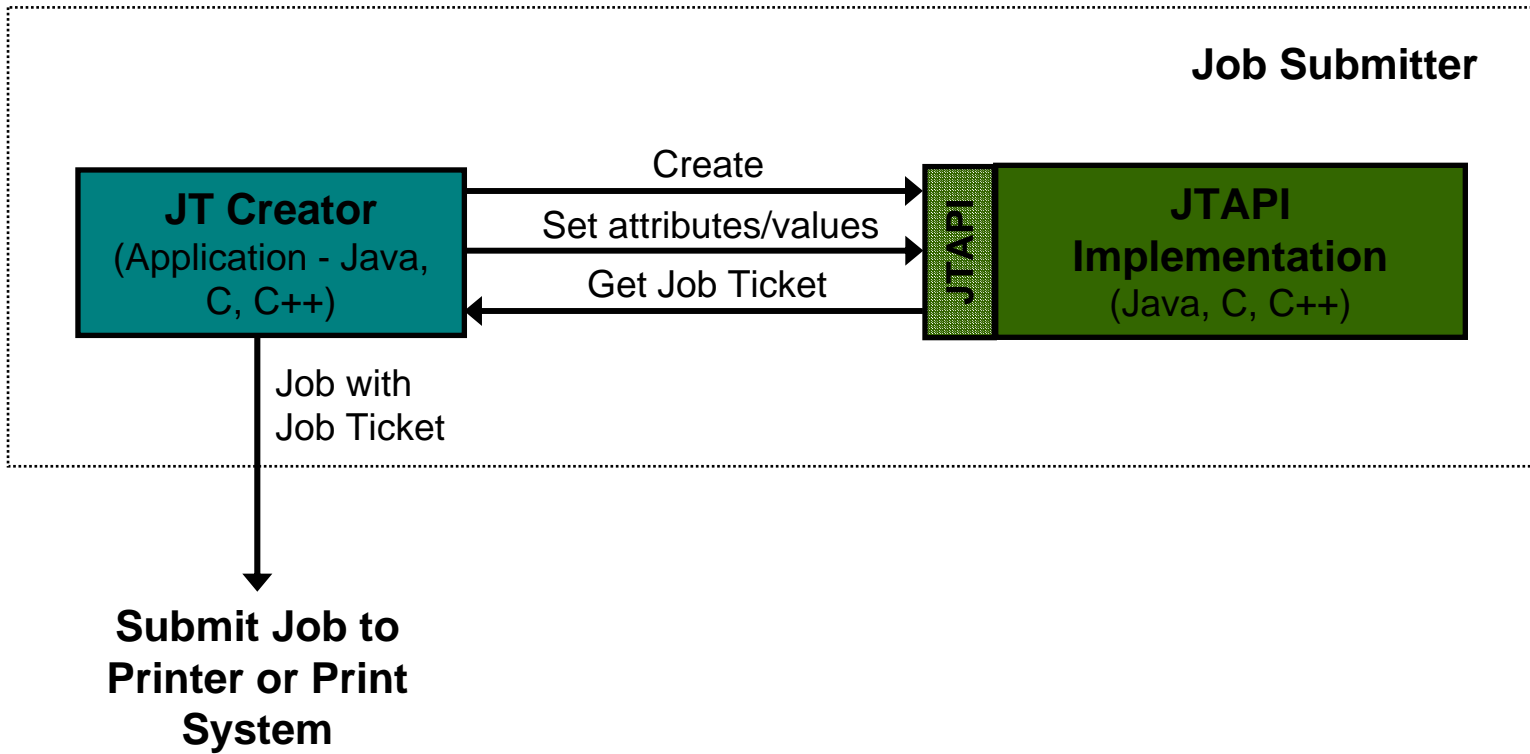 Job Submitter
JT Creator
(Application - Java,
C, C++)
Create
Set attributes/values
Get Job Ticket
JTAPI
JTAPI
Implementation
(Java, C, C++)
Job with
Job Ticket
Submit Job to
Printer or Print
System